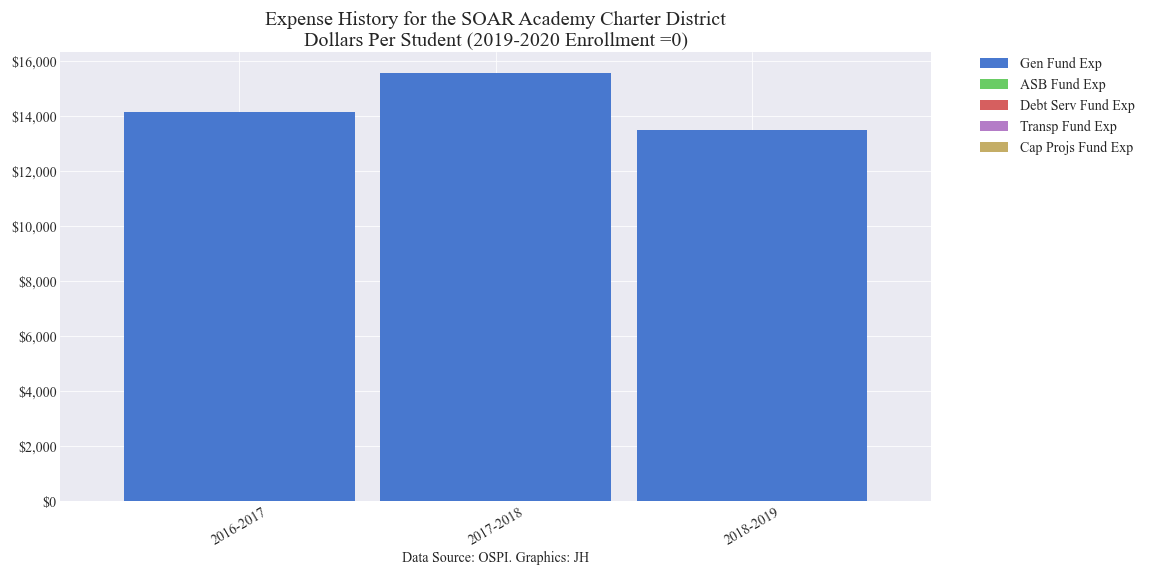 Expense History for the SOAR Academy Charter District
Dollars Per Student (2019-2020 Enrollment =0)
$16,000
$14,000
$12,000
$10,000
$8,000
$6,000
$4,000
$2,000
$0
2016-2017
2017-2018
2018-2019
Data Source: OSPI. Graphics: JH
Gen Fund Exp
ASB Fund Exp
Debt Serv Fund Exp
Transp Fund Exp
Cap Projs Fund Exp